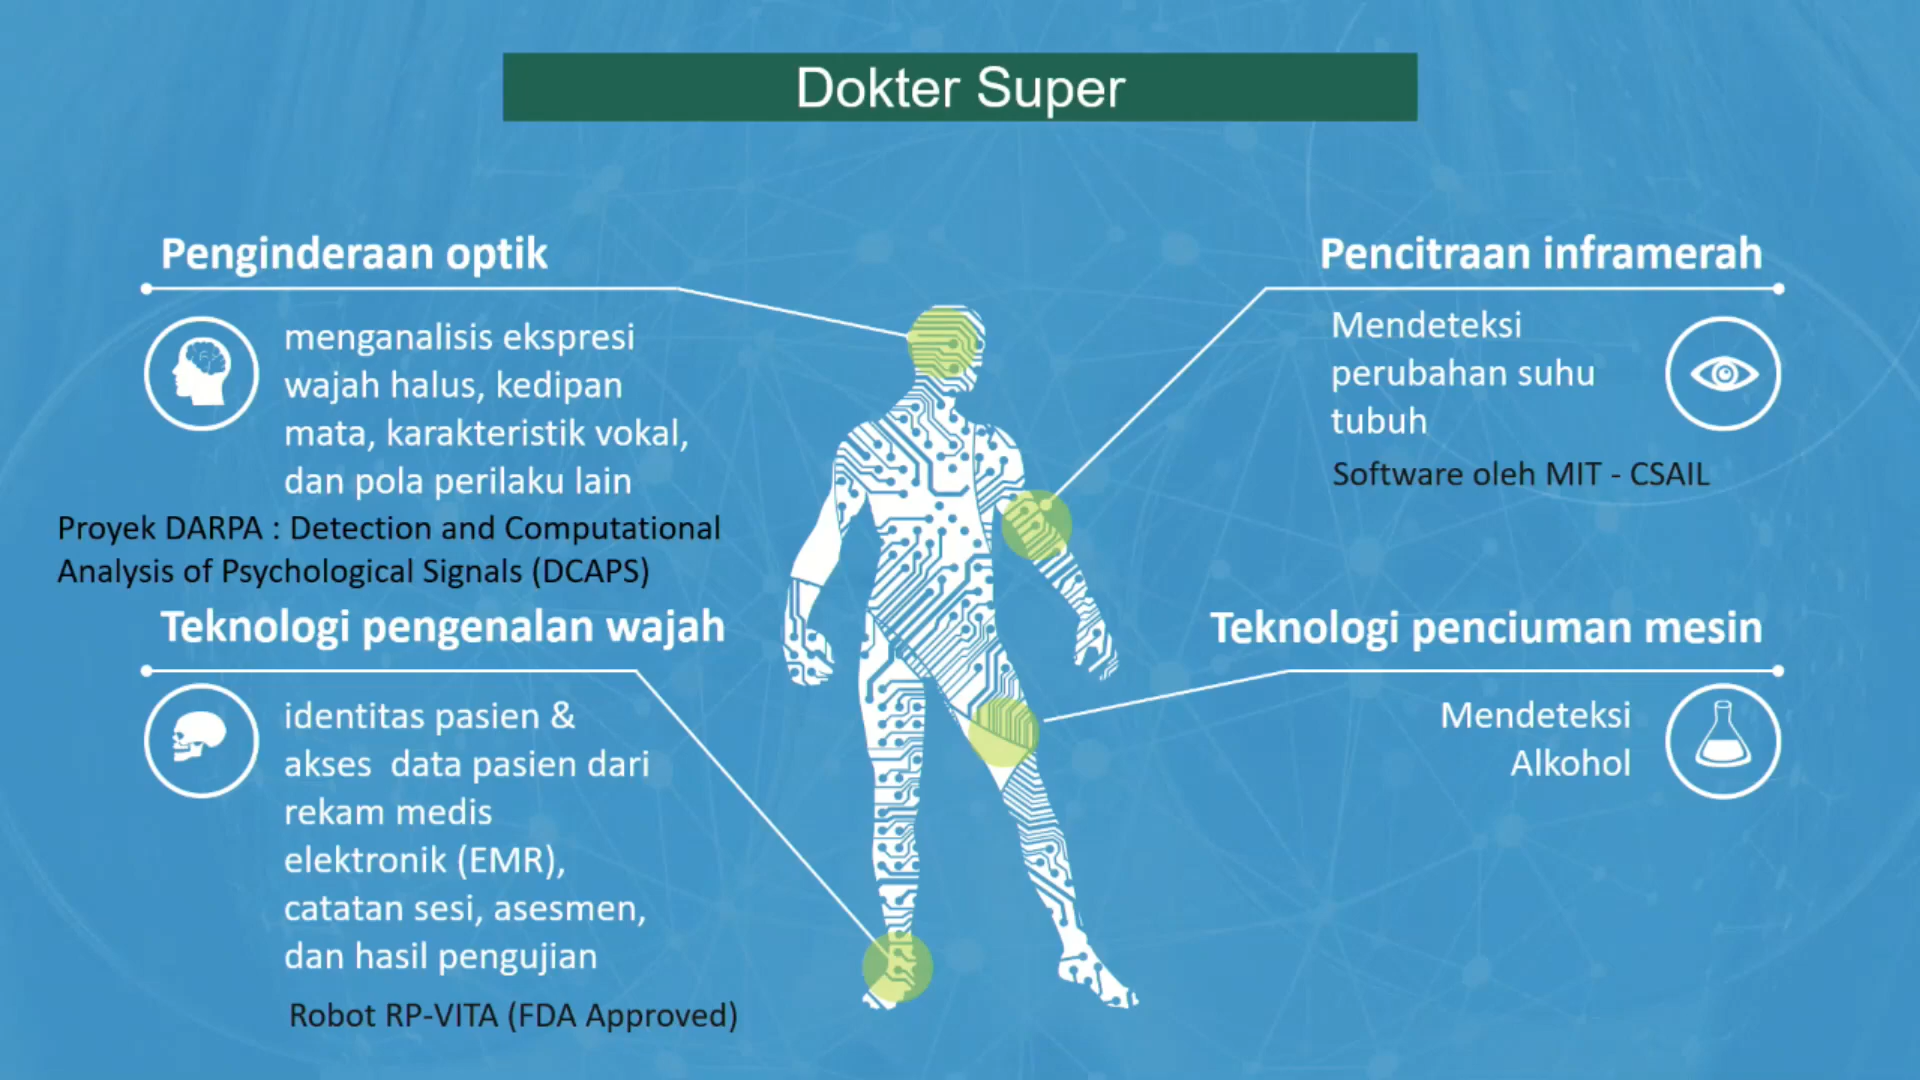 Dokter Super
Penginderaan optik
menganalisis ekspresi
wajah halus, kedipan
mata, karakteristik vokal,
dan pola perilaku lain
Proyek DARPA : Detection and Computational
Analysis of Psychological Signals (DCAPS)
Teknologi pengenalan wajah
identitas pasien &
akses  data pasien dari
rekam medis
elektronik (EMR),
catatan sesi, asesmen,
dan hasil pengujian
Robot RP-VITA (FDA Approved)
Pencitraan inframerah
Mendeteksi
perubahan suhu
tubuh
Software oleh MIT - CSAIL
Teknologi penciuman mesin
Mendeteksi
Alkohol